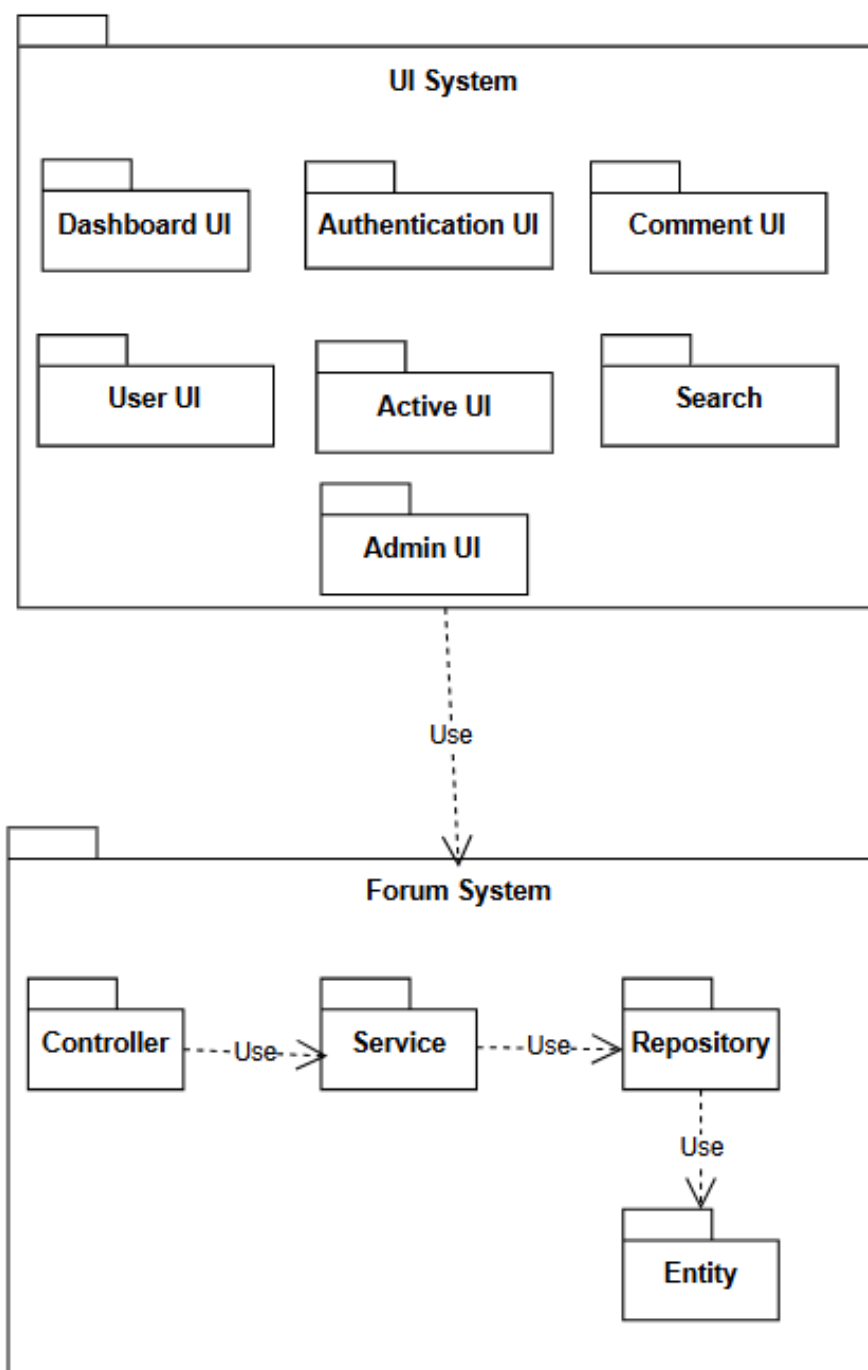 UI System
Dashboard UI
Authentication UI
Comment UI
User UI
Active UI
Search
Admin UI
Use
Forum System
Controller
Use
Service
Use
Repository
Use
Entity